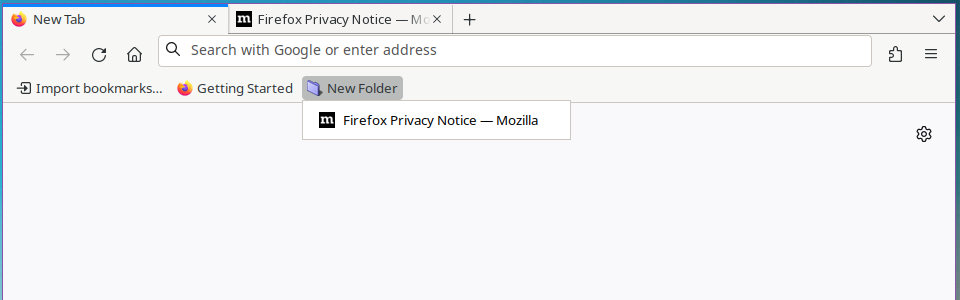 New Tab
Firefox Privacy Notice — Mo
Search with Google or enter address
Import bookmarks...
Getting Started
New Folder
Firefox Privacy Notice — Mozilla